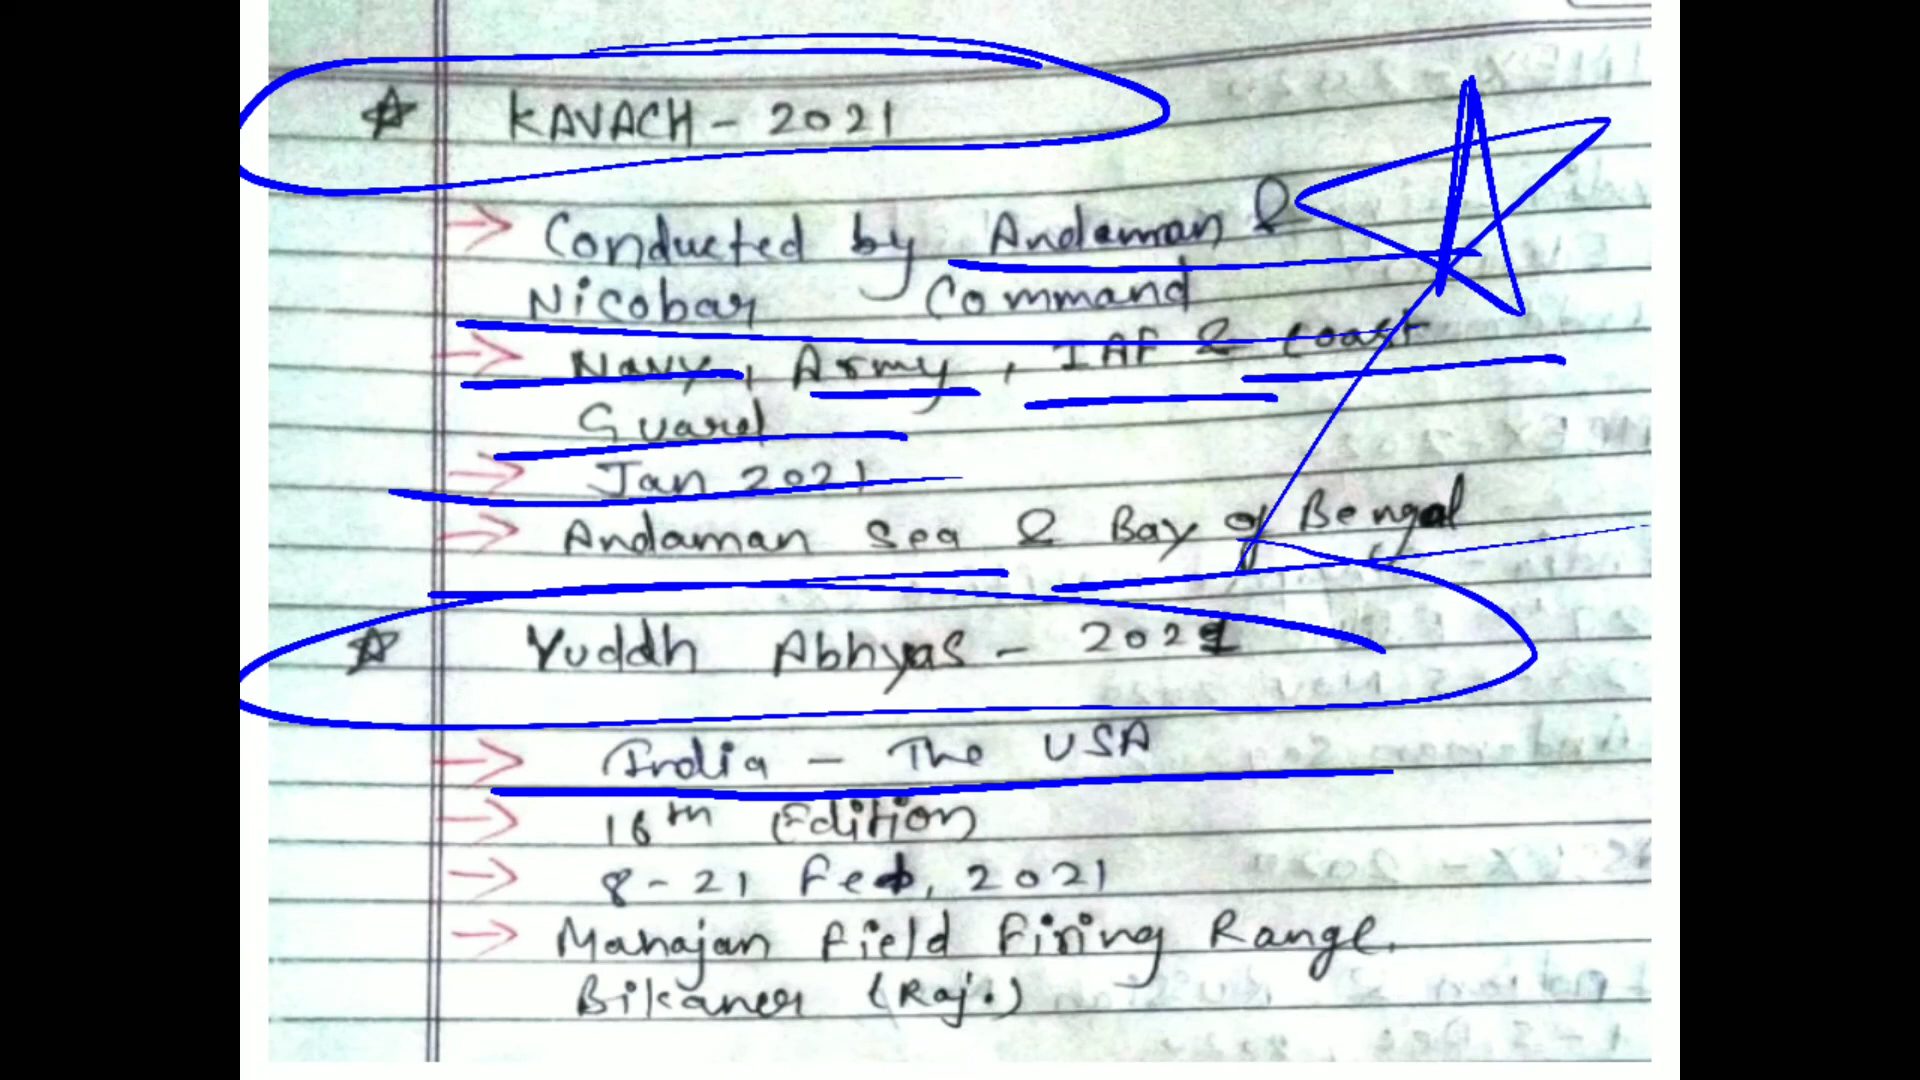 ☆ KAVACH - 2021
→ Conducted by Andaman &
Nicobar Command
→ Navy, Army, IAF & Coast
Guard
→ Jan 2021
→ Andaman Sea & Bay of Bengal
☆ Yuddh Abhyas - 2021
→ India - The USA
→ 16th Edition
→ 8-21 Feb, 2021
→ Mahajan Field Firing Range,
Bikaner (Raj.)